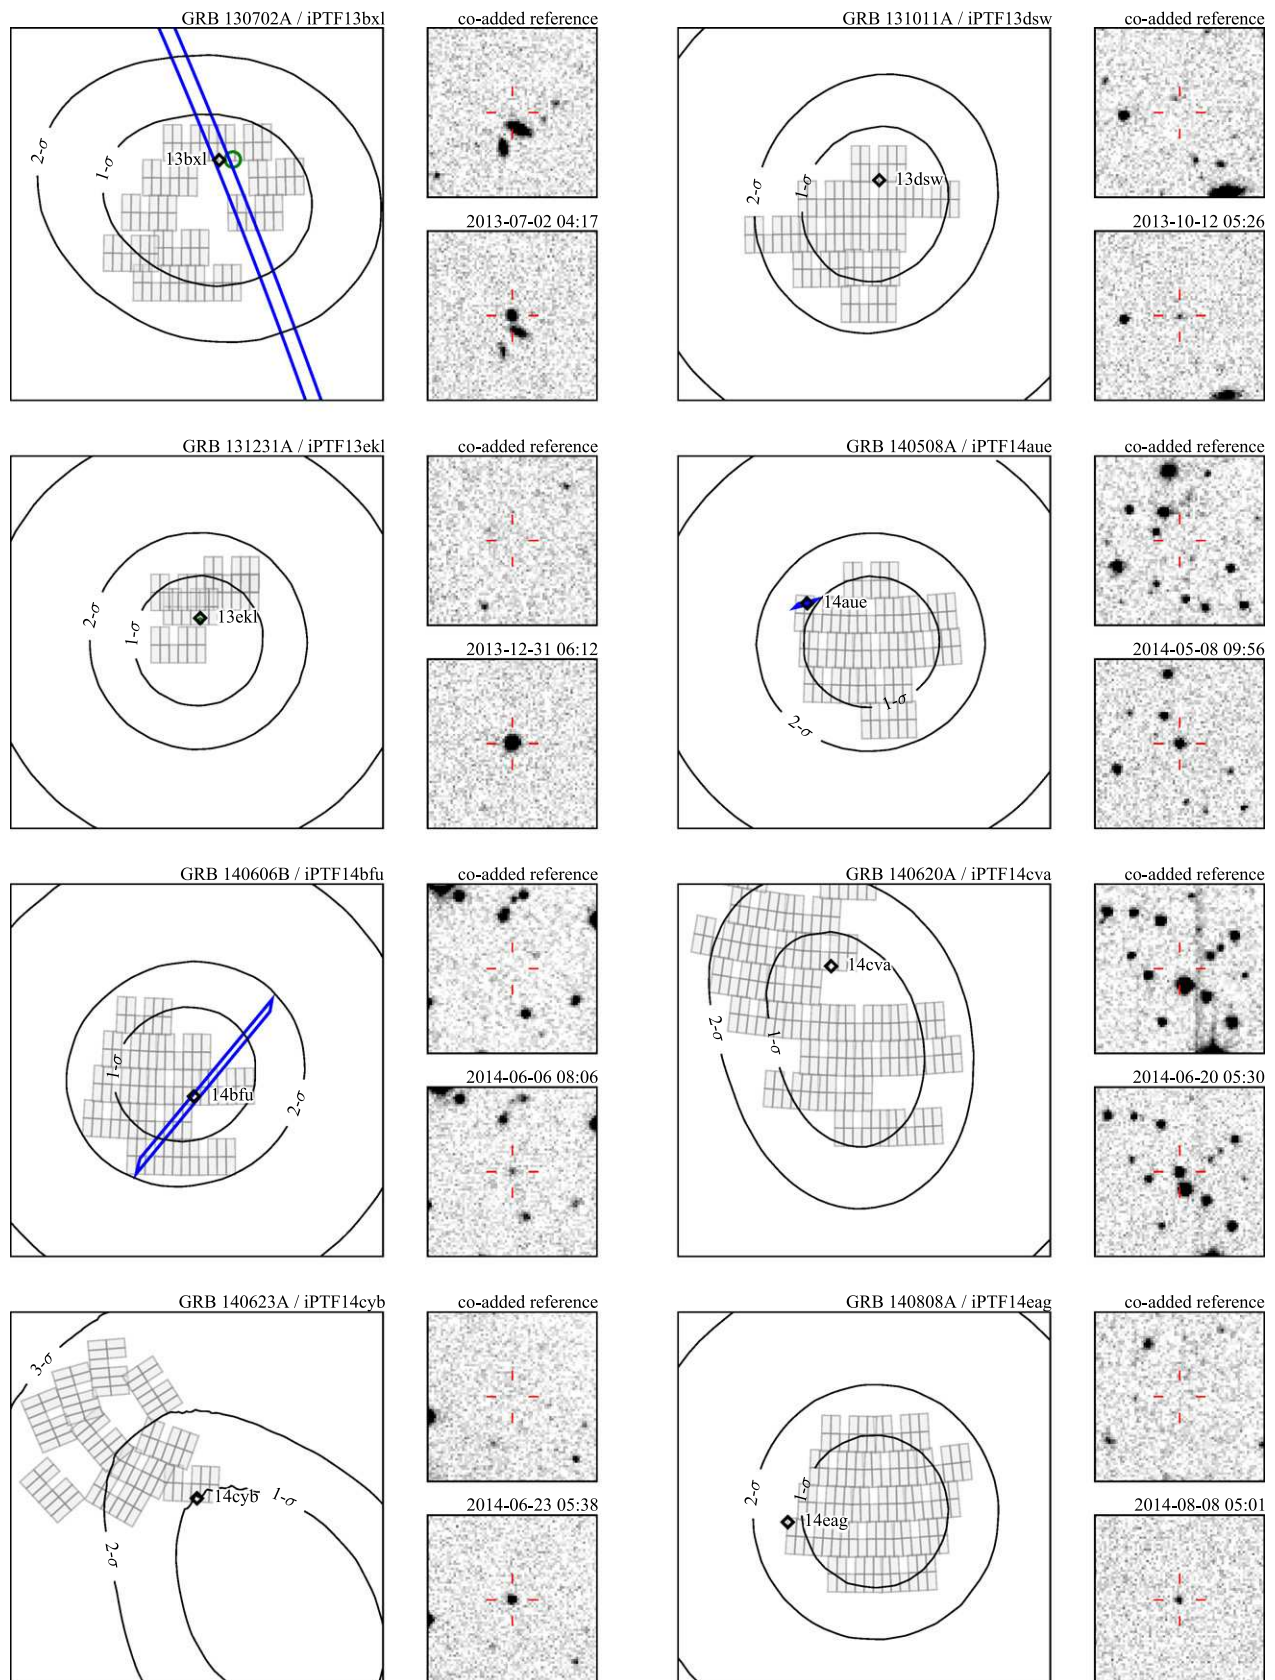 GRB 130702A / iPTF13bxl
co-added reference
GRB 131011A / iPTF13dsw
co-added reference
2-σ
1-σ
13bxl
2-σ
1-σ
13dsw
2013-07-02 04:17
2013-10-12 05:26
GRB 131231A / iPTF13ekl
co-added reference
GRB 140508A / iPTF14aue
co-added reference
2-σ
1-σ
13ekl
14aue
1-σ
2-σ
2013-12-31 06:12
2014-05-08 09:56
GRB 140606B / iPTF14bfu
co-added reference
GRB 140620A / iPTF14cva
co-added reference
1-σ
14bfu
2-σ
14cva
2-σ
1-σ
2014-06-06 08:06
2014-06-20 05:30
GRB 140623A / iPTF14cyb
co-added reference
GRB 140808A / iPTF14eag
co-added reference
3-σ
1-σ
14cyb
2-σ
2-σ
1-σ
14eag
2014-06-23 05:38
2014-08-08 05:01